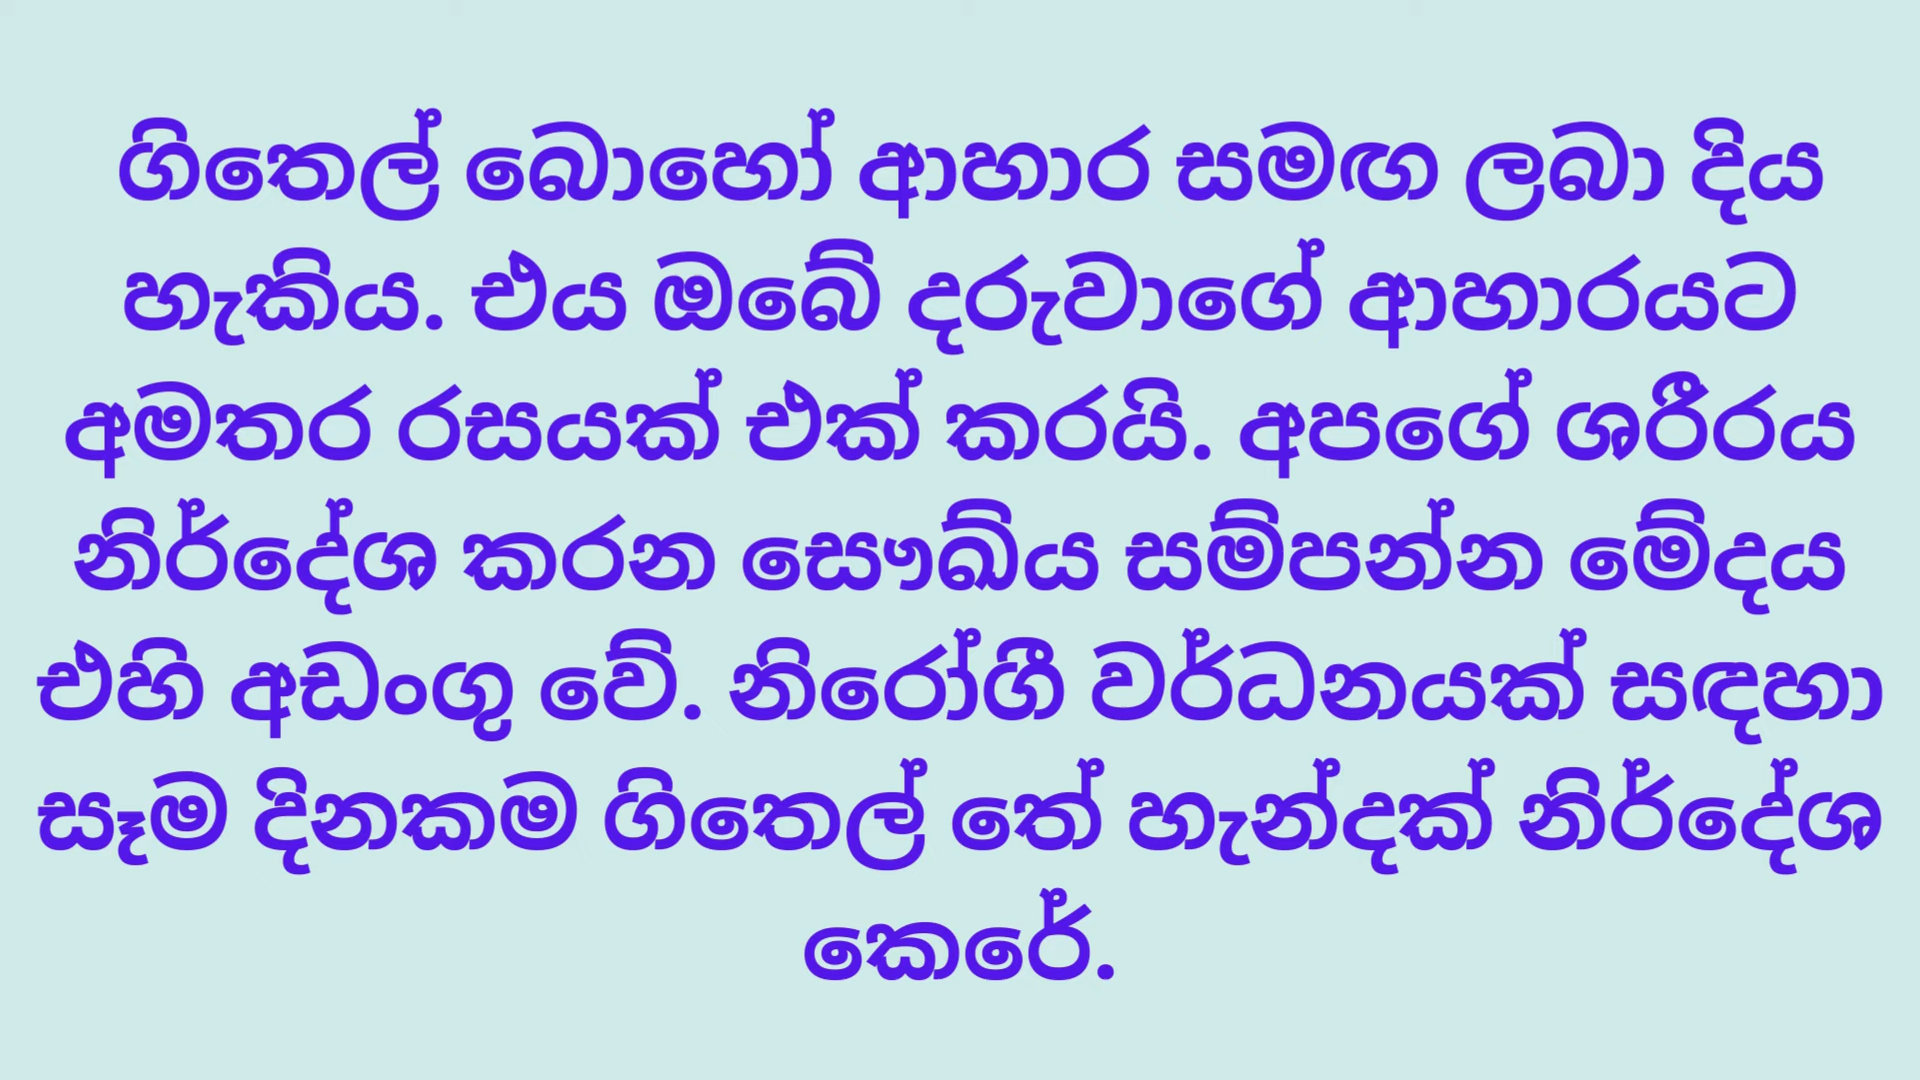 ගිතෙල් බොහෝ ආහාර සමඟ ලබා දිය
හැකිය. එය ඔබේ දරුවාගේ ආහාරයට
අමතර රසයක් එක් කරයි. අපගේ ශරීරය
නිර්දේශ කරන සෞඛ්ය සම්පන්න මේදය
එහි අඩංගු වේ. නිරෝගී වර්ධනයක් සඳහා
සෑම දිනකම ගිතෙල් තේ හැන්දක් නිර්දේශ
කෙරේ.